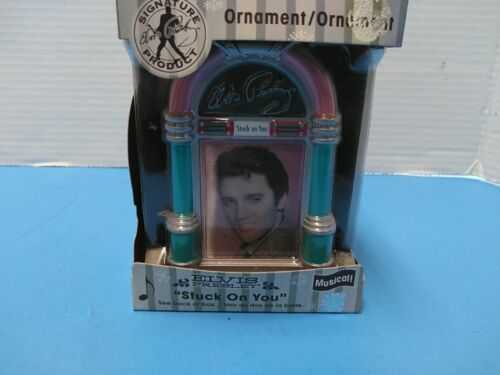 SIGNATURE
PRODUCT
Ornament/Ornament
Elvis Presley
Stuck on You
ELVIS
PRESLEY
"Stuck On You"
Musical!